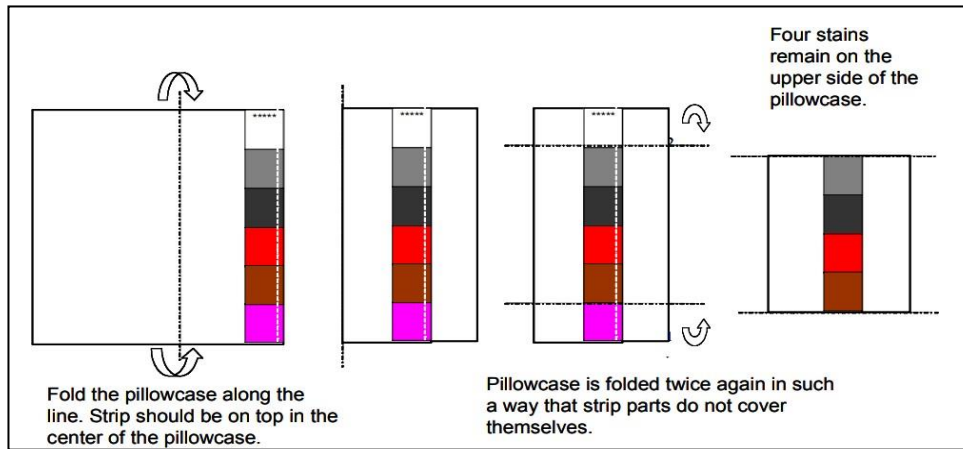 Four stains
remain on the
upper side of the
pillowcase.
*****
*****
*****
Fold the pillowcase along the
line. Strip should be on top in the
center of the pillowcase.
Pillowcase is folded twice again in such
a way that strip parts do not cover
themselves.